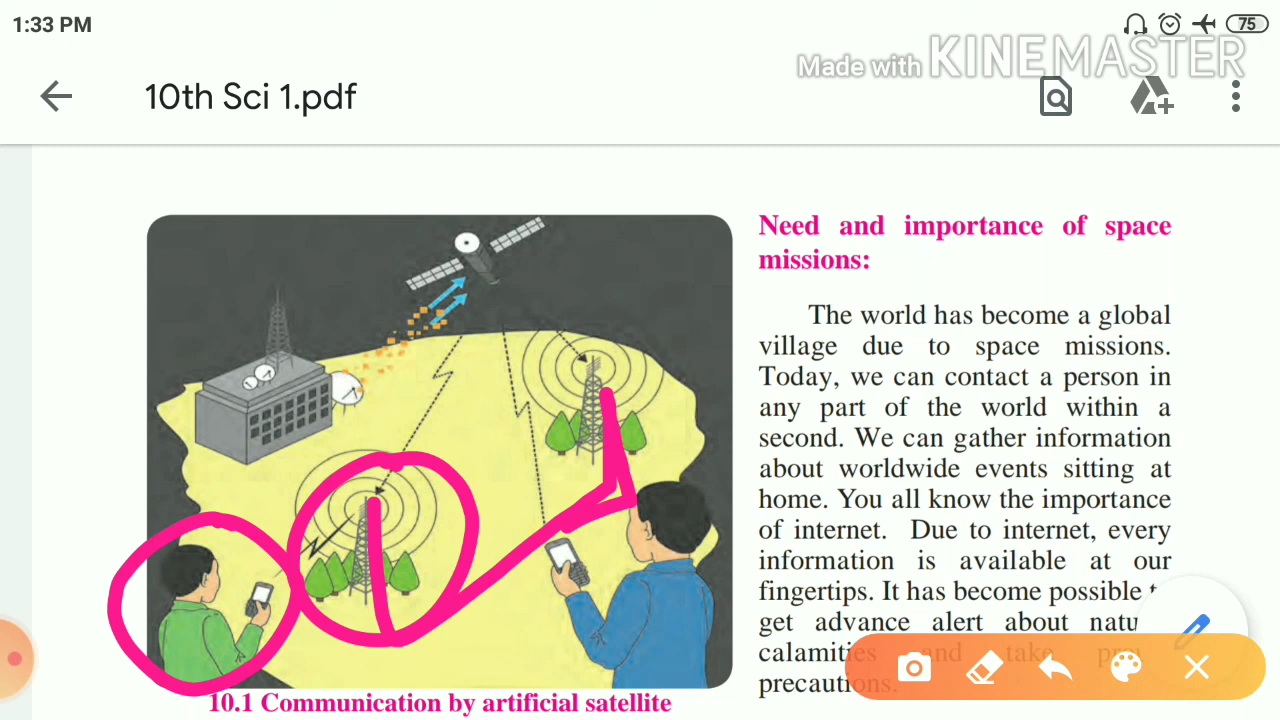 1:33 PM
75
Made with KINEMASTER
10th Sci 1.pdf
Need and importance of space
missions:
The world has become a global
village due to space missions.
Today, we can contact a person in
any part of the world within a
second. We can gather information
about worldwide events sitting at
home. You all know the importance
of internet. Due to internet, every
information is available at our
fingertips. It has become possible
get advance alert about
calamities and take
precautions.
10.1 Communication by artificial satellite